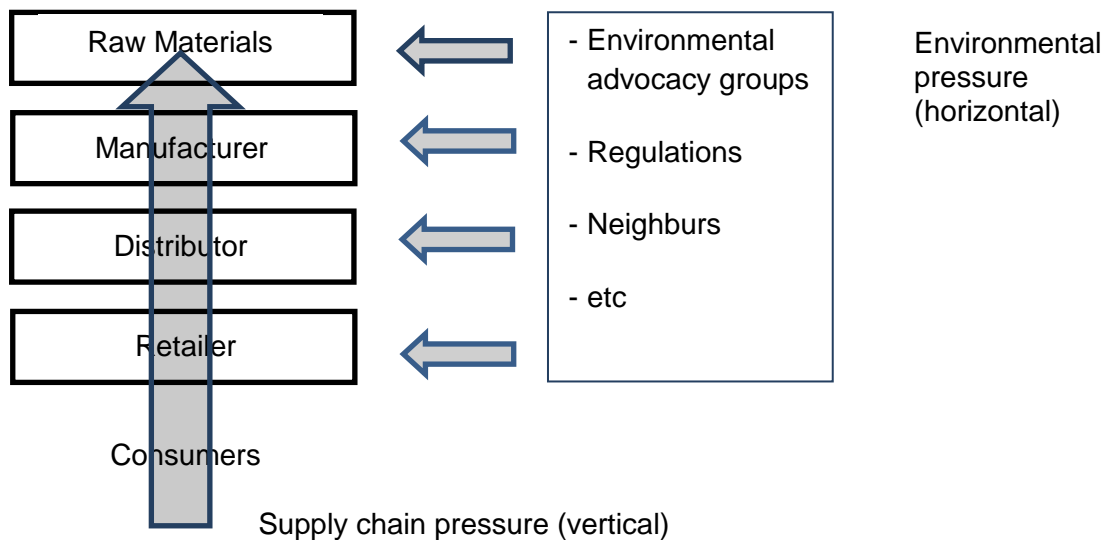 Raw Materials
Manufacturer
Distributor
Retailer
Consumers
Supply chain pressure (vertical)
- Environmental
advocacy groups
- Regulations
- Neighburs
- etc
Environmental
pressure
(horizontal)